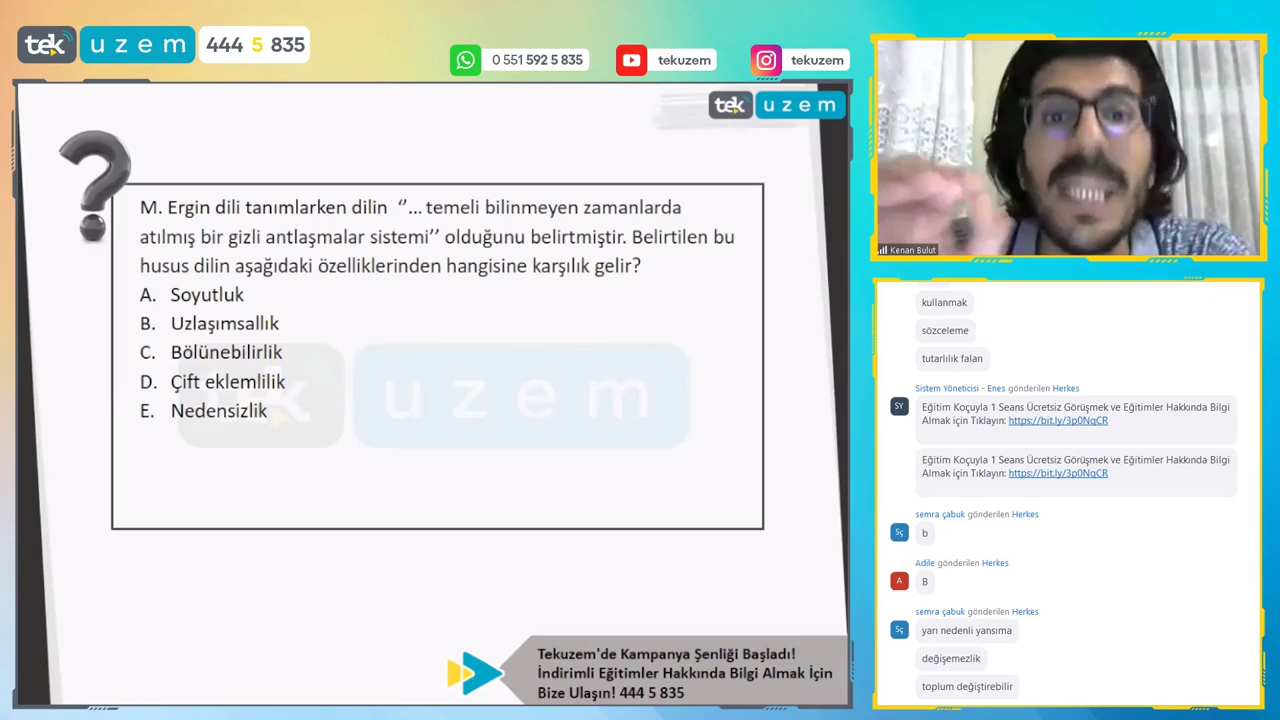 tek uzem 444 5 835
0 551 592 5 835
tekuzem
tekuzem
tek uzem
M. Ergin dili tanımlarken dilin ‘’… temeli bilinmeyen zamanlarda
atılmış bir gizli antlaşmalar sistemi’’ olduğunu belirtmiştir. Belirtilen bu
husus dilin aşağıdaki özelliklerinden hangisine karşılık gelir?
A. Soyutluk
B. Uzlaşımsallık
C. Bölünebilirlik
D. Çift eklemlilik
E. Nedensizlik
tek uzem
Tekuzem'de Kampanya Şenliği Başladı!
İndirimli Eğitimler Hakkında Bilgi Almak İçin
Bize Ulaşın! 444 5 835
Kenan Bulut
kullanmak
sözceleme
tutarlılık falan
Sistem Yöneticisi - Enes gönderilen Herkes
SY
Eğitim Koçuyla 1 Seans Ücretsiz Görüşmek ve Eğitimler Hakkında Bilgi
Almak için Tıklayın: https://bit.ly/3p0NqCR
Eğitim Koçuyla 1 Seans Ücretsiz Görüşmek ve Eğitimler Hakkında Bilgi
Almak için Tıklayın: https://bit.ly/3p0NqCR
semra çabuk gönderilen Herkes
Sç
b
Adile gönderilen Herkes
A
B
semra çabuk gönderilen Herkes
Sç
yarı nedenli yansıma
değişemezlik
toplum değiştirebilir